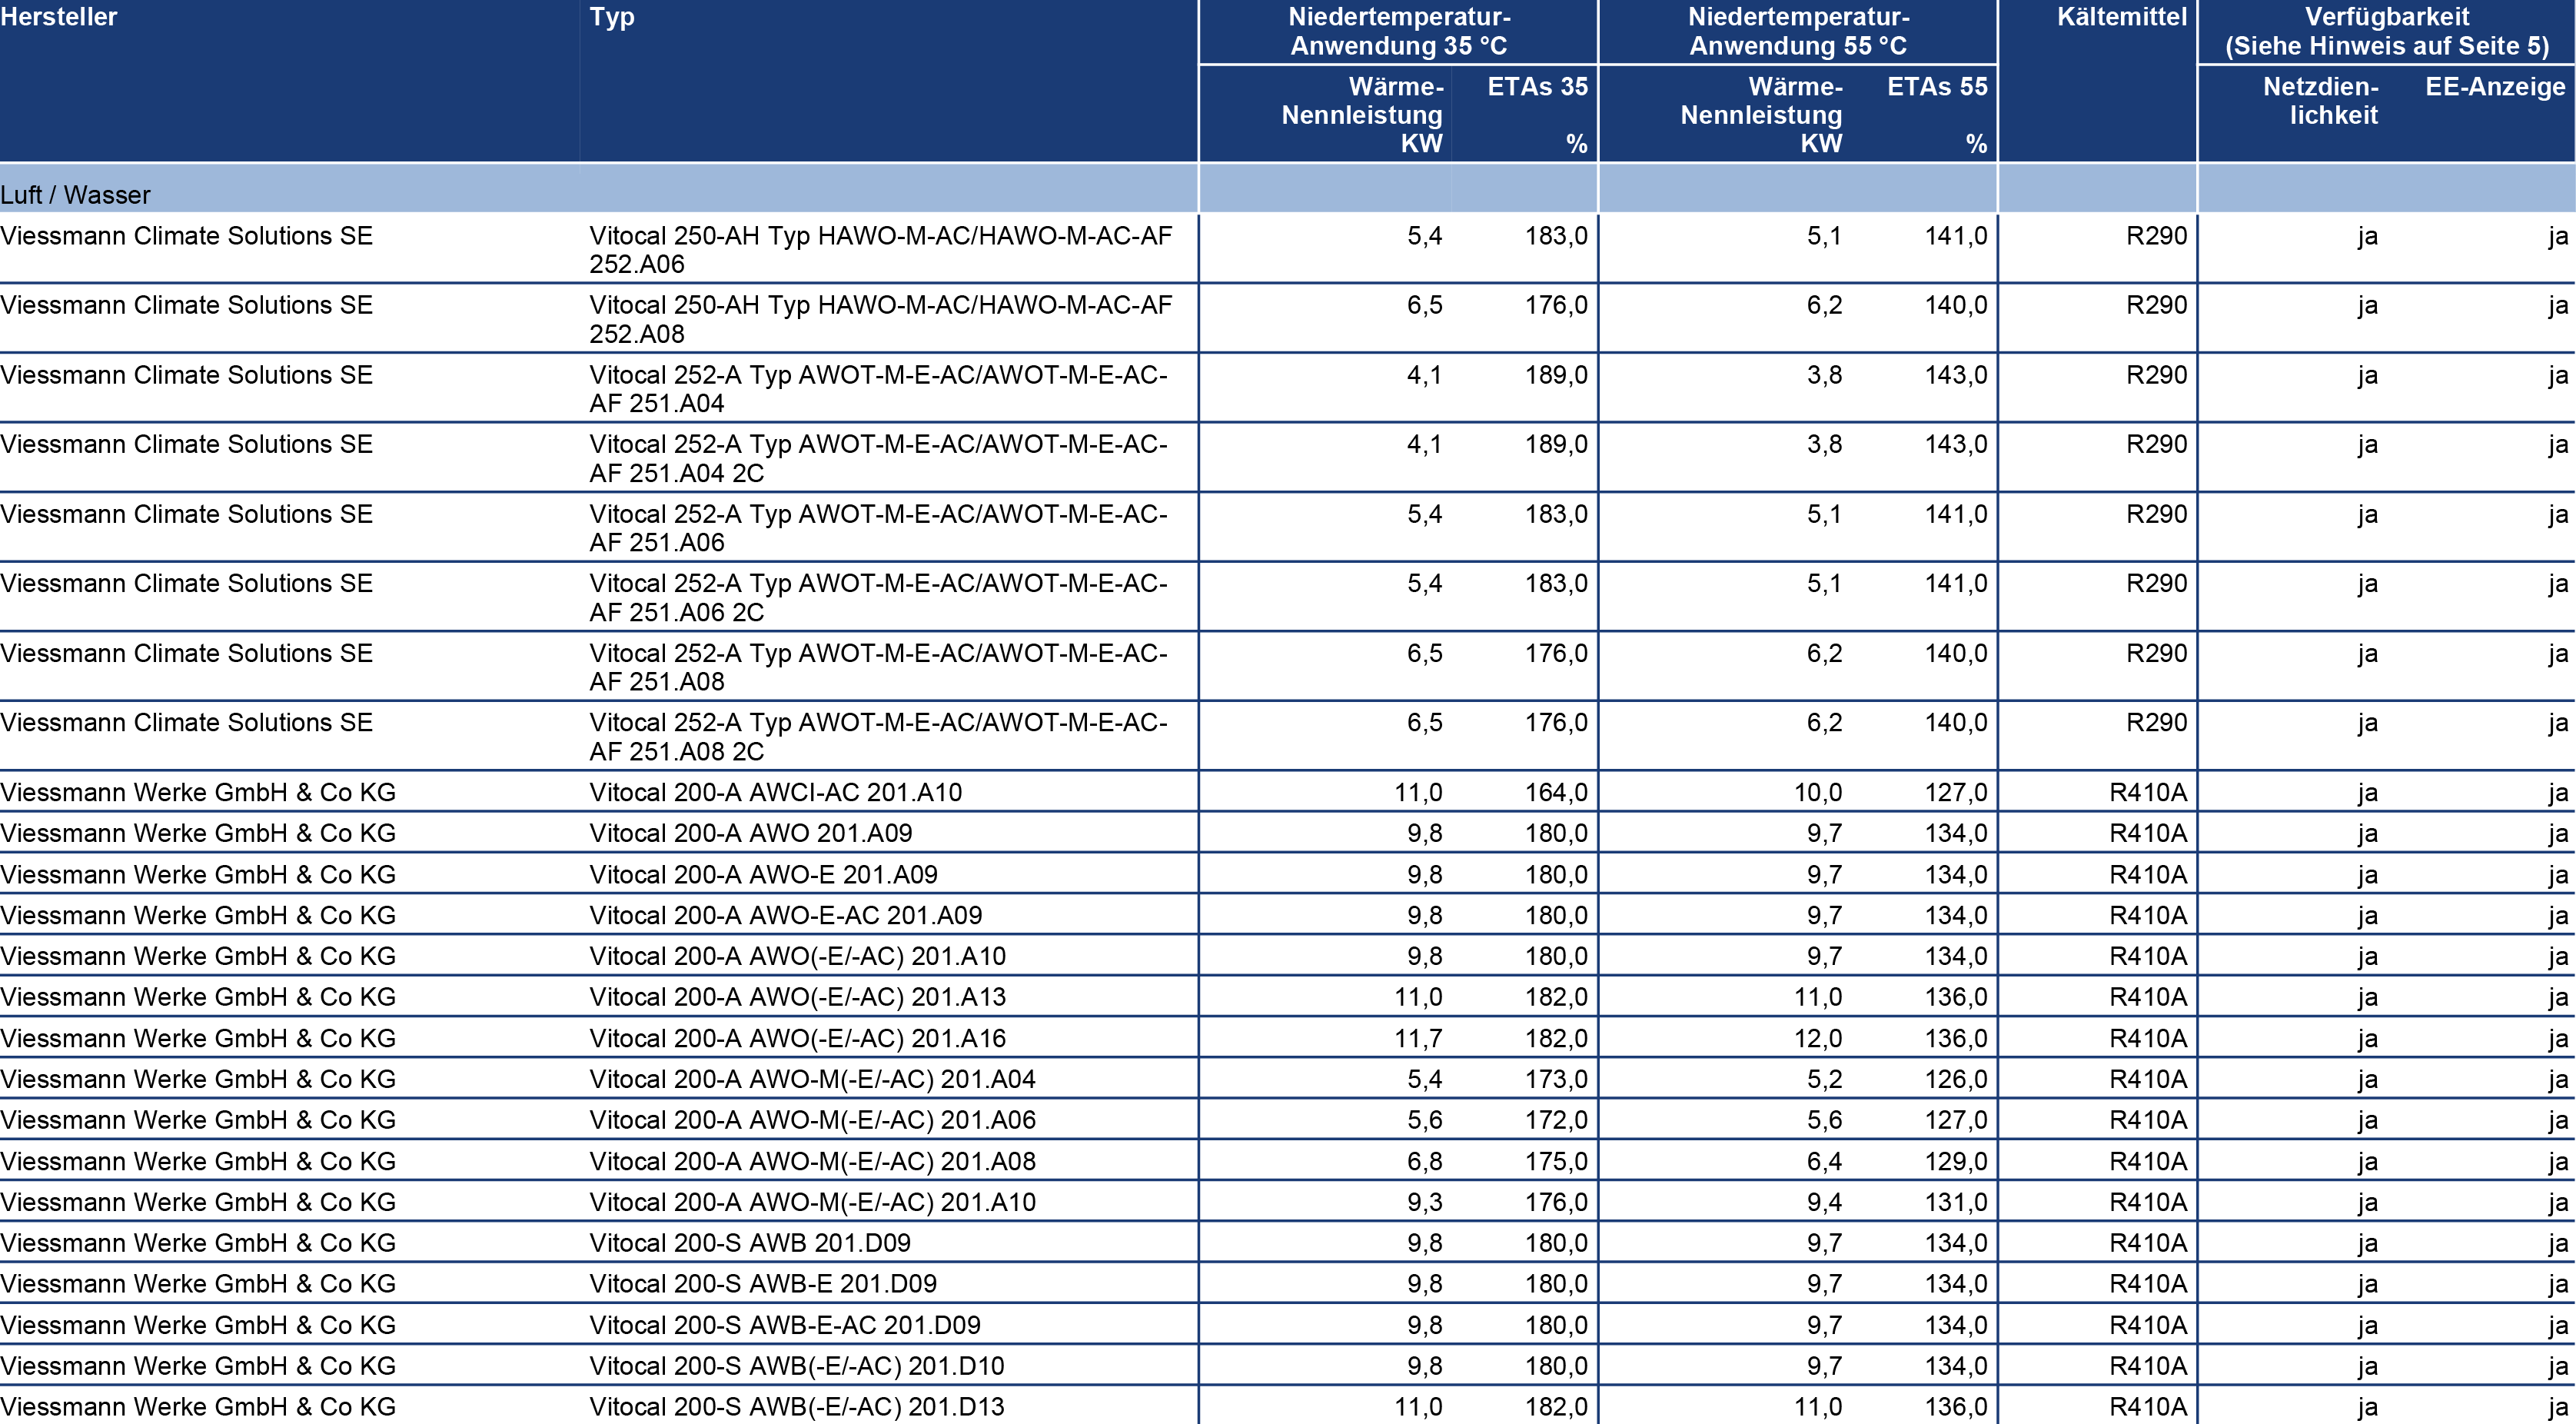 Hersteller Typ Niedertemperatur- Niedertemperatur- Kältemittel Verfügbarkeit
Anwendung 35 °C Anwendung 55 °C (Siehe Hinweis auf Seite 5)
Wärme- ETAs 35 Wärme- ETAs 55 Netzdien- EE-Anzeige
Nennleistung Nennleistung lichkeit
KW % KW %
Luft / Wasser
Viessmann Climate Solutions SE Vitocal 250-AH Typ HAWO-M-AC/HAWO-M-AC-AF 5,4 183,0 5,1 141,0 R290 ja ja
252.A06
Viessmann Climate Solutions SE Vitocal 250-AH Typ HAWO-M-AC/HAWO-M-AC-AF 6,5 176,0 6,2 140,0 R290 ja ja
252.A08
Viessmann Climate Solutions SE Vitocal 252-A Typ AWOT-M-E-AC/AWOT-M-E-AC- 4,1 189,0 3,8 143,0 R290 ja ja
AF 251.A04
Viessmann Climate Solutions SE Vitocal 252-A Typ AWOT-M-E-AC/AWOT-M-E-AC- 4,1 189,0 3,8 143,0 R290 ja ja
AF 251.A04 2C
Viessmann Climate Solutions SE Vitocal 252-A Typ AWOT-M-E-AC/AWOT-M-E-AC- 5,4 183,0 5,1 141,0 R290 ja ja
AF 251.A06
Viessmann Climate Solutions SE Vitocal 252-A Typ AWOT-M-E-AC/AWOT-M-E-AC- 5,4 183,0 5,1 141,0 R290 ja ja
AF 251.A06 2C
Viessmann Climate Solutions SE Vitocal 252-A Typ AWOT-M-E-AC/AWOT-M-E-AC- 6,5 176,0 6,2 140,0 R290 ja ja
AF 251.A08
Viessmann Climate Solutions SE Vitocal 252-A Typ AWOT-M-E-AC/AWOT-M-E-AC- 6,5 176,0 6,2 140,0 R290 ja ja
AF 251.A08 2C
Viessmann Werke GmbH & Co KG Vitocal 200-A AWCI-AC 201.A10 11,0 164,0 10,0 127,0 R410A ja ja
Viessmann Werke GmbH & Co KG Vitocal 200-A AWO 201.A09 9,8 180,0 9,7 134,0 R410A ja ja
Viessmann Werke GmbH & Co KG Vitocal 200-A AWO-E 201.A09 9,8 180,0 9,7 134,0 R410A ja ja
Viessmann Werke GmbH & Co KG Vitocal 200-A AWO-E-AC 201.A09 9,8 180,0 9,7 134,0 R410A ja ja
Viessmann Werke GmbH & Co KG Vitocal 200-A AWO(-E/-AC) 201.A10 9,8 180,0 9,7 134,0 R410A ja ja
Viessmann Werke GmbH & Co KG Vitocal 200-A AWO(-E/-AC) 201.A13 11,0 182,0 11,0 136,0 R410A ja ja
Viessmann Werke GmbH & Co KG Vitocal 200-A AWO(-E/-AC) 201.A16 11,7 182,0 12,0 136,0 R410A ja ja
Viessmann Werke GmbH & Co KG Vitocal 200-A AWO-M(-E/-AC) 201.A04 5,4 173,0 5,2 126,0 R410A ja ja
Viessmann Werke GmbH & Co KG Vitocal 200-A AWO-M(-E/-AC) 201.A06 5,6 172,0 5,6 127,0 R410A ja ja
Viessmann Werke GmbH & Co KG Vitocal 200-A AWO-M(-E/-AC) 201.A08 6,8 175,0 6,4 129,0 R410A ja ja
Viessmann Werke GmbH & Co KG Vitocal 200-A AWO-M(-E/-AC) 201.A10 9,3 176,0 9,4 131,0 R410A ja ja
Viessmann Werke GmbH & Co KG Vitocal 200-S AWB 201.D09 9,8 180,0 9,7 134,0 R410A ja ja
Viessmann Werke GmbH & Co KG Vitocal 200-S AWB-E 201.D09 9,8 180,0 9,7 134,0 R410A ja ja
Viessmann Werke GmbH & Co KG Vitocal 200-S AWB-E-AC 201.D09 9,8 180,0 9,7 134,0 R410A ja ja
Viessmann Werke GmbH & Co KG Vitocal 200-S AWB(-E/-AC) 201.D10 9,8 180,0 9,7 134,0 R410A ja ja
Viessmann Werke GmbH & Co KG Vitocal 200-S AWB(-E/-AC) 201.D13 11,0 182,0 11,0 136,0 R410A ja ja